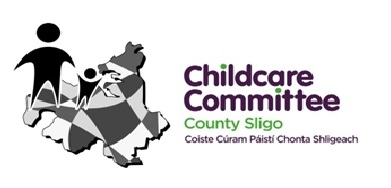 Childcare
Committee
County Sligo
Coiste Cúram Páistí Chonta Shligeach